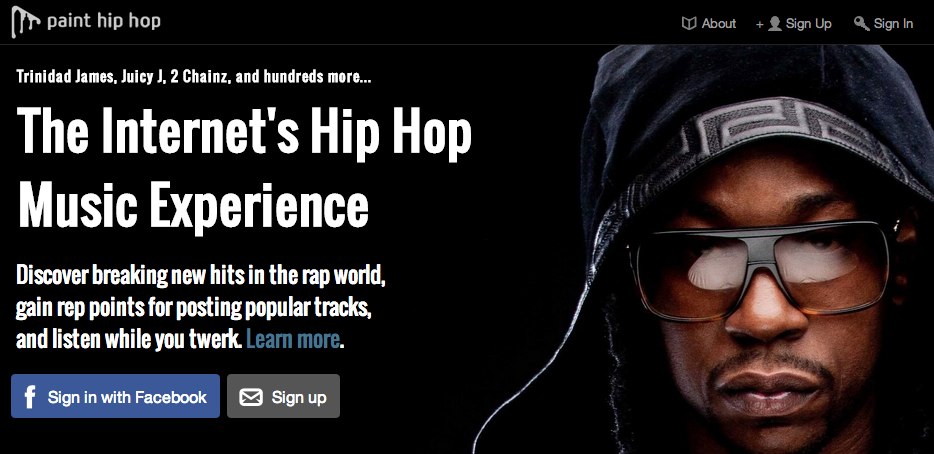 paint hip hop
About
+ Sign Up
Sign In
Trinidad James, Juicy J, 2 Chainz, and hundreds more...
The Internet's Hip Hop
Music Experience
Discover breaking new hits in the rap world,
gain rep points for posting popular tracks,
and listen while you twerk. Learn more.
f Sign in with Facebook
Sign up